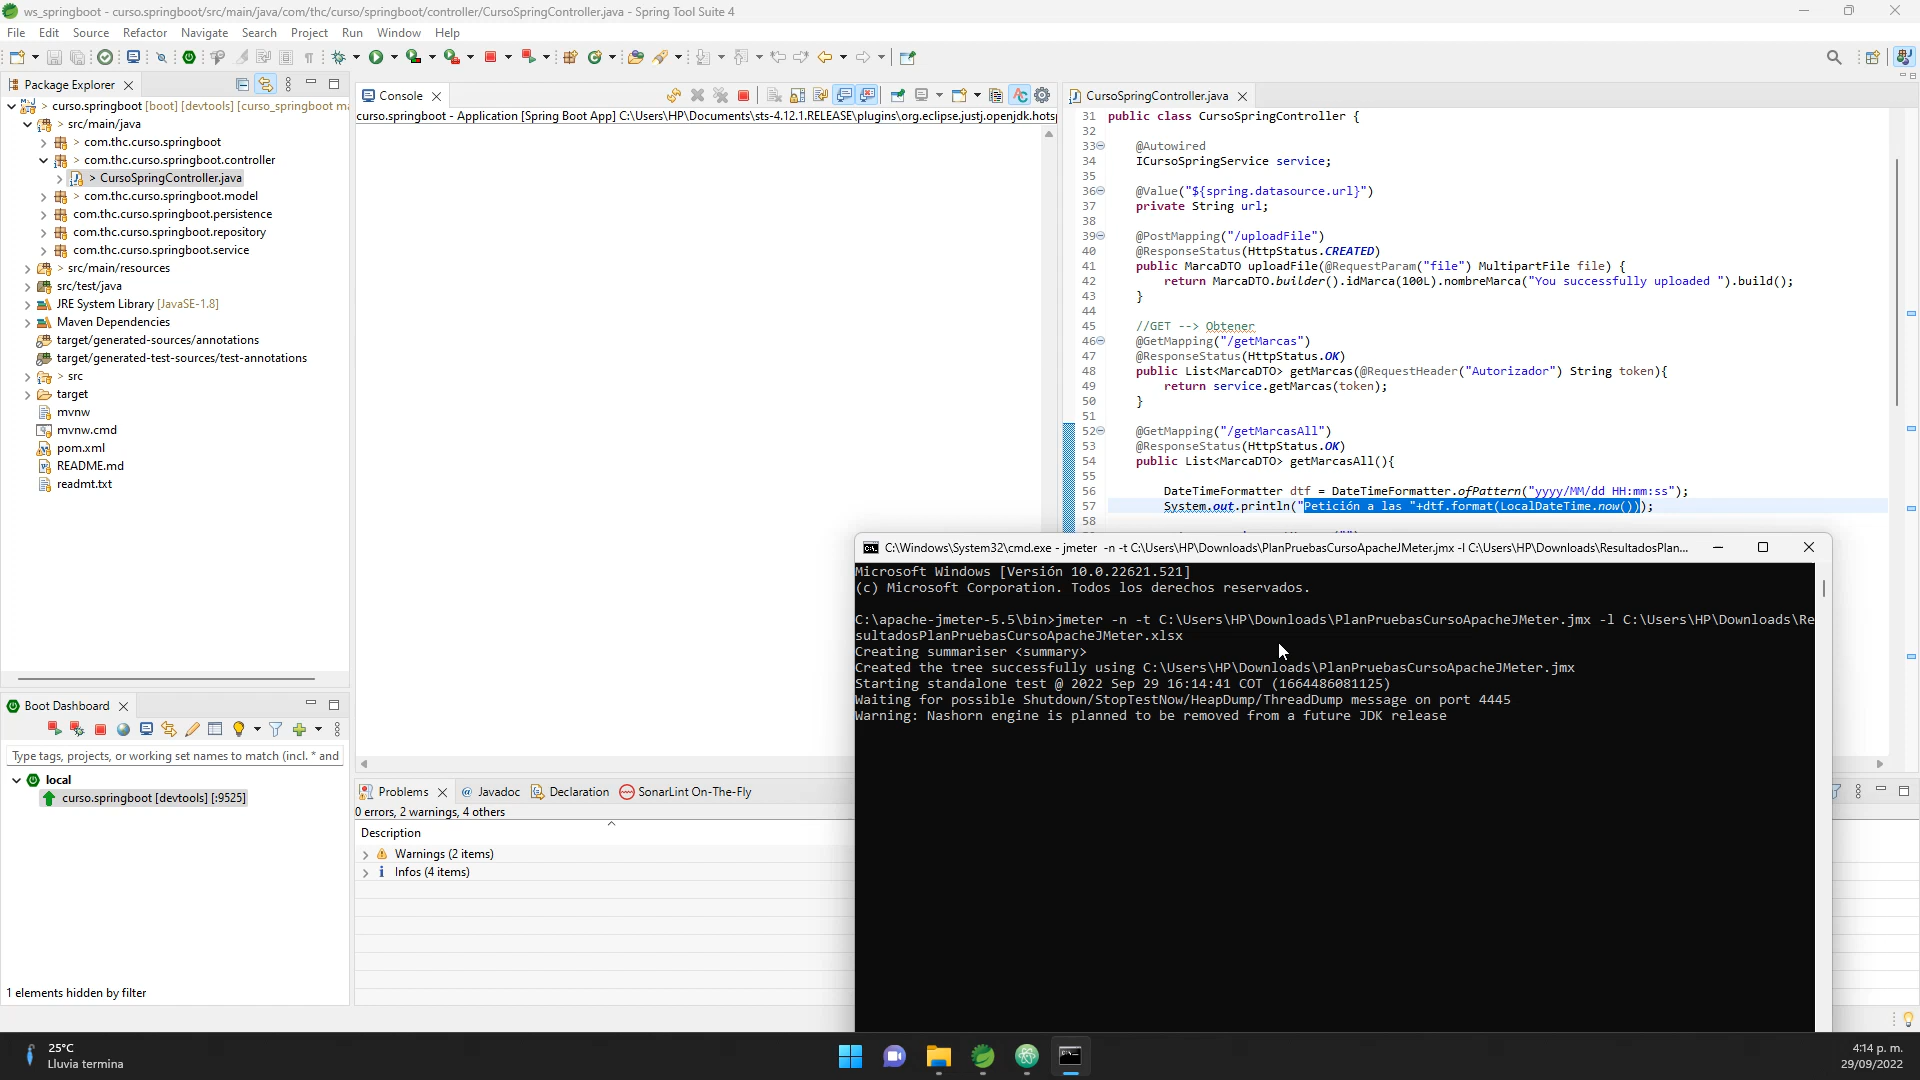 ws_springboot - curso.springboot/src/main/java/com/thc/curso/springboot/controller/CursoSpringController.java - Spring Tool Suite 4
File Edit Source Refactor Navigate Search Project Run Window Help
Package Explorer
> curso.springboot [boot] [devtools] [curso_springboot ma
> src/main/java
> com.thc.curso.springboot
> com.thc.curso.springboot.controller
> CursoSpringController.java
> com.thc.curso.springboot.model
com.thc.curso.springboot.persistence
com.thc.curso.springboot.repository
com.thc.curso.springboot.service
> src/main/resources
src/test/java
JRE System Library [JavaSE-1.8]
Maven Dependencies
target/generated-sources/annotations
target/generated-test-sources/test-annotations
> src
target
mvnw
mvnw.cmd
pom.xml
README.md
readmt.txt
Boot Dashboard
Type tags, projects, or working set names to match (incl. * and
local
curso.springboot [devtools] [:9525]
1 elements hidden by filter
Console
curso.springboot - Application [Spring Boot App] C:\Users\HP\Documents\sts-4.12.1.RELEASE\plugins\org.eclipse.justj.openjdk.hots
CursoSpringController.java
31 public class CursoSpringController {
32
33 @Autowired
34 ICursoSpringService service;
35
36 @Value("${spring.datasource.url}")
37 private String url;
38
39 @PostMapping("/uploadFile")
40 @ResponseStatus(HttpStatus.CREATED)
41 public MarcaDTO uploadFile(@RequestParam("file") MultipartFile file) {
42 return MarcaDTO.builder().idMarca(100L).nombreMarca("You successfully uploaded ").build();
43 }
44
45 //GET --> Obtener
46 @GetMapping("/getMarcas")
47 @ResponseStatus(HttpStatus.OK)
48 public List<MarcaDTO> getMarcas(@RequestHeader("Autorizador") String token){
49 return service.getMarcas(token);
50 }
51
52 @GetMapping("/getMarcasAll")
53 @ResponseStatus(HttpStatus.OK)
54 public List<MarcaDTO> getMarcasAll(){
55
56 DateTimeFormatter dtf = DateTimeFormatter.ofPattern("yyyy/MM/dd HH:mm:ss");
57 System.out.println("Petición a las "+dtf.format(LocalDateTime.now()));
58
C:\Windows\System32\cmd.exe - jmeter -n -t C:\Users\HP\Downloads\PlanPruebasCursoApacheJMeter.jmx -l C:\Users\HP\Downloads\ResultadosPlan...
Microsoft Windows [Versión 10.0.22621.521]
(c) Microsoft Corporation. Todos los derechos reservados.
C:\apache-jmeter-5.5\bin>jmeter -n -t C:\Users\HP\Downloads\PlanPruebasCursoApacheJMeter.jmx -l C:\Users\HP\Downloads\Re
sultadosPlanPruebasCursoApacheJMeter.xlsx
Creating summariser <summary>
Created the tree successfully using C:\Users\HP\Downloads\PlanPruebasCursoApacheJMeter.jmx
Starting standalone test @ 2022 Sep 29 16:14:41 COT (1664486081125)
Waiting for possible Shutdown/StopTestNow/HeapDump/ThreadDump message on port 4445
Warning: Nashorn engine is planned to be removed from a future JDK release
Problems Javadoc Declaration SonarLint On-The-Fly
0 errors, 2 warnings, 4 others
Description
Warnings (2 items)
Infos (4 items)
25°C
Lluvia termina
4:14 p. m.
29/09/2022